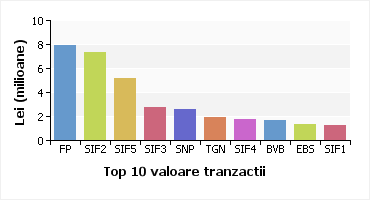 Lei (milioane)
10
8
6
4
2
0
FP SIF2 SIF5 SIF3 SNP TGN SIF4 BVB EBS SIF1
Top 10 valoare tranzactii